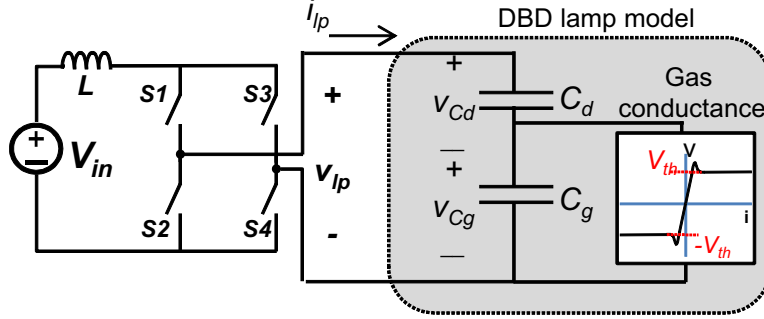 i_lp
DBD lamp model
L
S1
S3
+
+
v_Cd
C_d
Gas
conductance
+
–
V_in
v_lp
—
+
v_Cg
C_g
V
V_th
i
-V_th
S2
S4
-
—